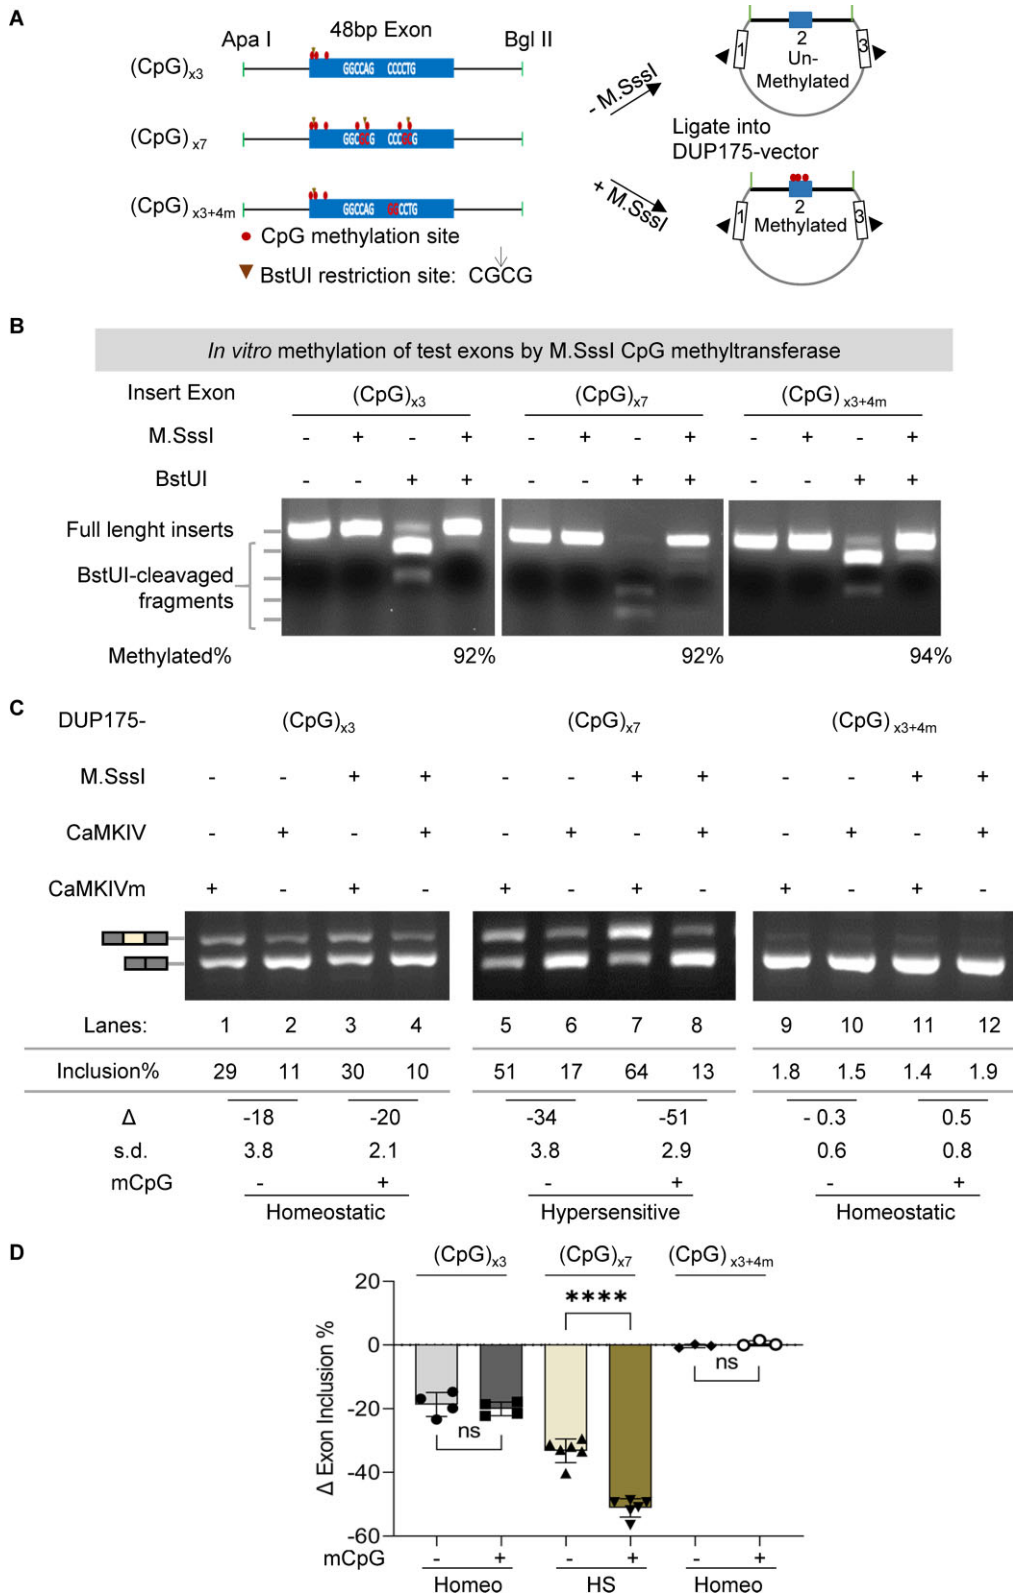 A
48bp Exon
Apa I
Bgl II
(CpG)x3
GGCCAG CCCCTG
(CpG)x7
GGCGCG CCCGCG
(CpG)x3+4m
GGCCAG GGCCTG
CpG methylation site
BstUI restriction site: CGCG
- M.SssI
+ M.SssI
1
2
3
Un-
Methylated
Ligate into
DUP175-vector
1
2
3
Methylated
B
In vitro methylation of test exons by M.SssI CpG methyltransferase
Insert Exon (CpG)x3 (CpG)x7 (CpG)x3+4m
M.SssI - + - + - + - + - + - +
BstUI - - + + - - + + - - + +
Full lenght inserts
BstUI-cleavaged
fragments
Methylated% 92% 92% 94%
C
DUP175- (CpG)x3 (CpG)x7 (CpG)x3+4m
M.SssI - - + + - - + + - - + +
CaMKIV - + - + - + - + - + - +
CaMKIVm + - + - + - + - + - + -
Lanes: 1 2 3 4 5 6 7 8 9 10 11 12
Inclusion% 29 11 30 10 51 17 64 13 1.8 1.5 1.4 1.9
Δ -18 -20 -34 -51 - 0.3 0.5
s.d. 3.8 2.1 3.8 2.9 0.6 0.8
mCpG - + - + - +
Homeostatic Hypersensitive Homeostatic
D
(CpG)x3 (CpG)x7 (CpG)x3+4m
Δ Exon Inclusion %
20
0
-20
-40
-60
ns
****
ns
mCpG - + - + - +
Homeo HS Homeo